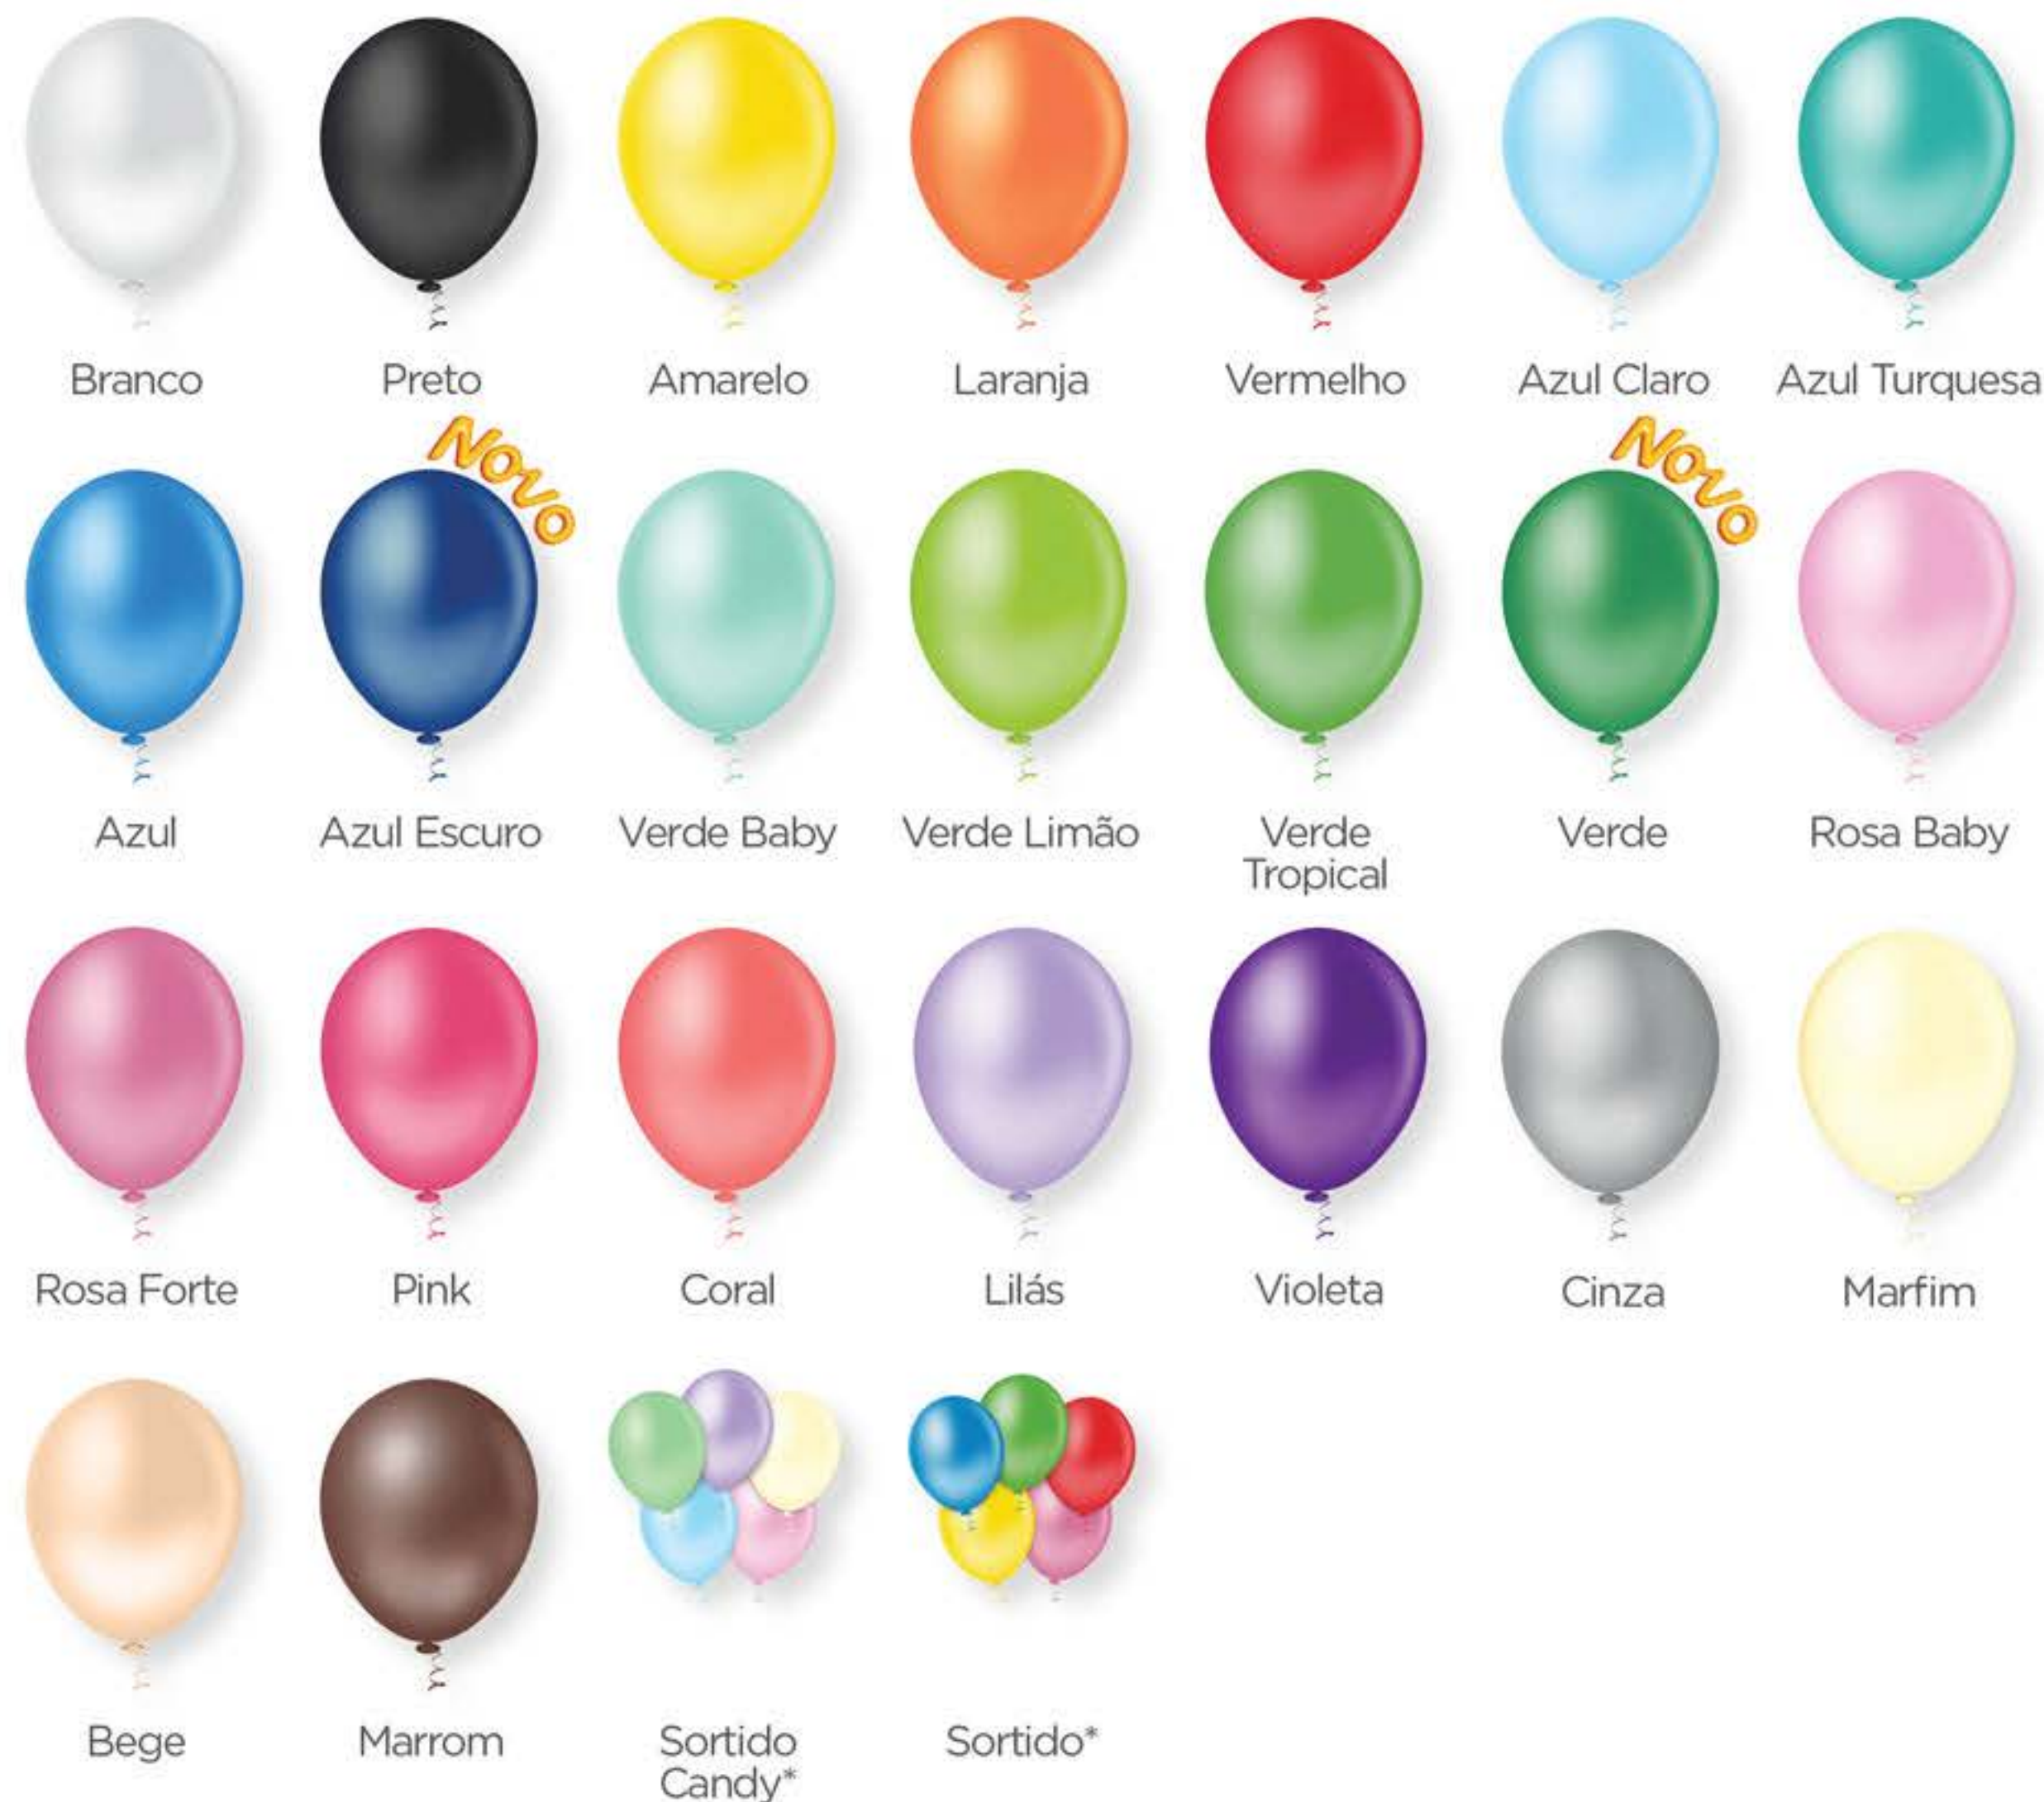 Branco
Preto
Amarelo
Laranja
Vermelho
Azul Claro
Azul Turquesa
NOVO
NOVO
Azul
Azul Escuro
Verde Baby
Verde Limão
Verde
Tropical
Verde
Rosa Baby
Rosa Forte
Pink
Coral
Lilás
Violeta
Cinza
Marfim
Bege
Marrom
Sortido
Candy*
Sortido*